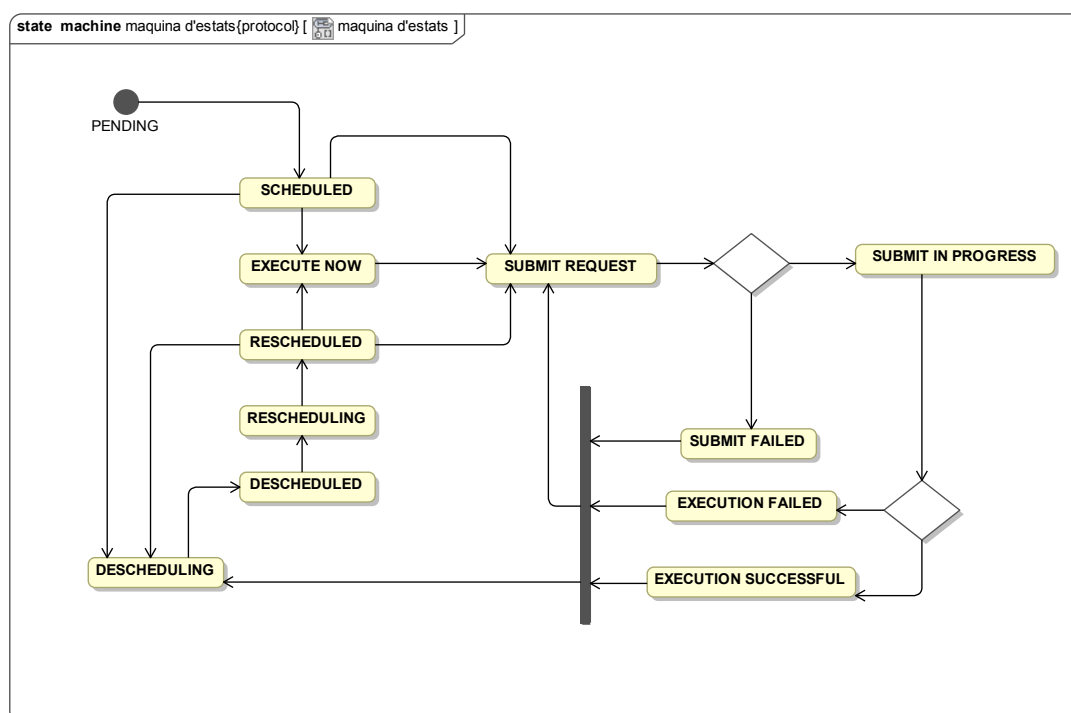 state machine maquina d'estats{protocol} [ maquina d'estats ]
PENDING
SCHEDULED
EXECUTE NOW
SUBMIT REQUEST
SUBMIT IN PROGRESS
RESCHEDULED
RESCHEDULING
SUBMIT FAILED
DESCHEDULED
EXECUTION FAILED
DESCHEDULING
EXECUTION SUCCESSFUL